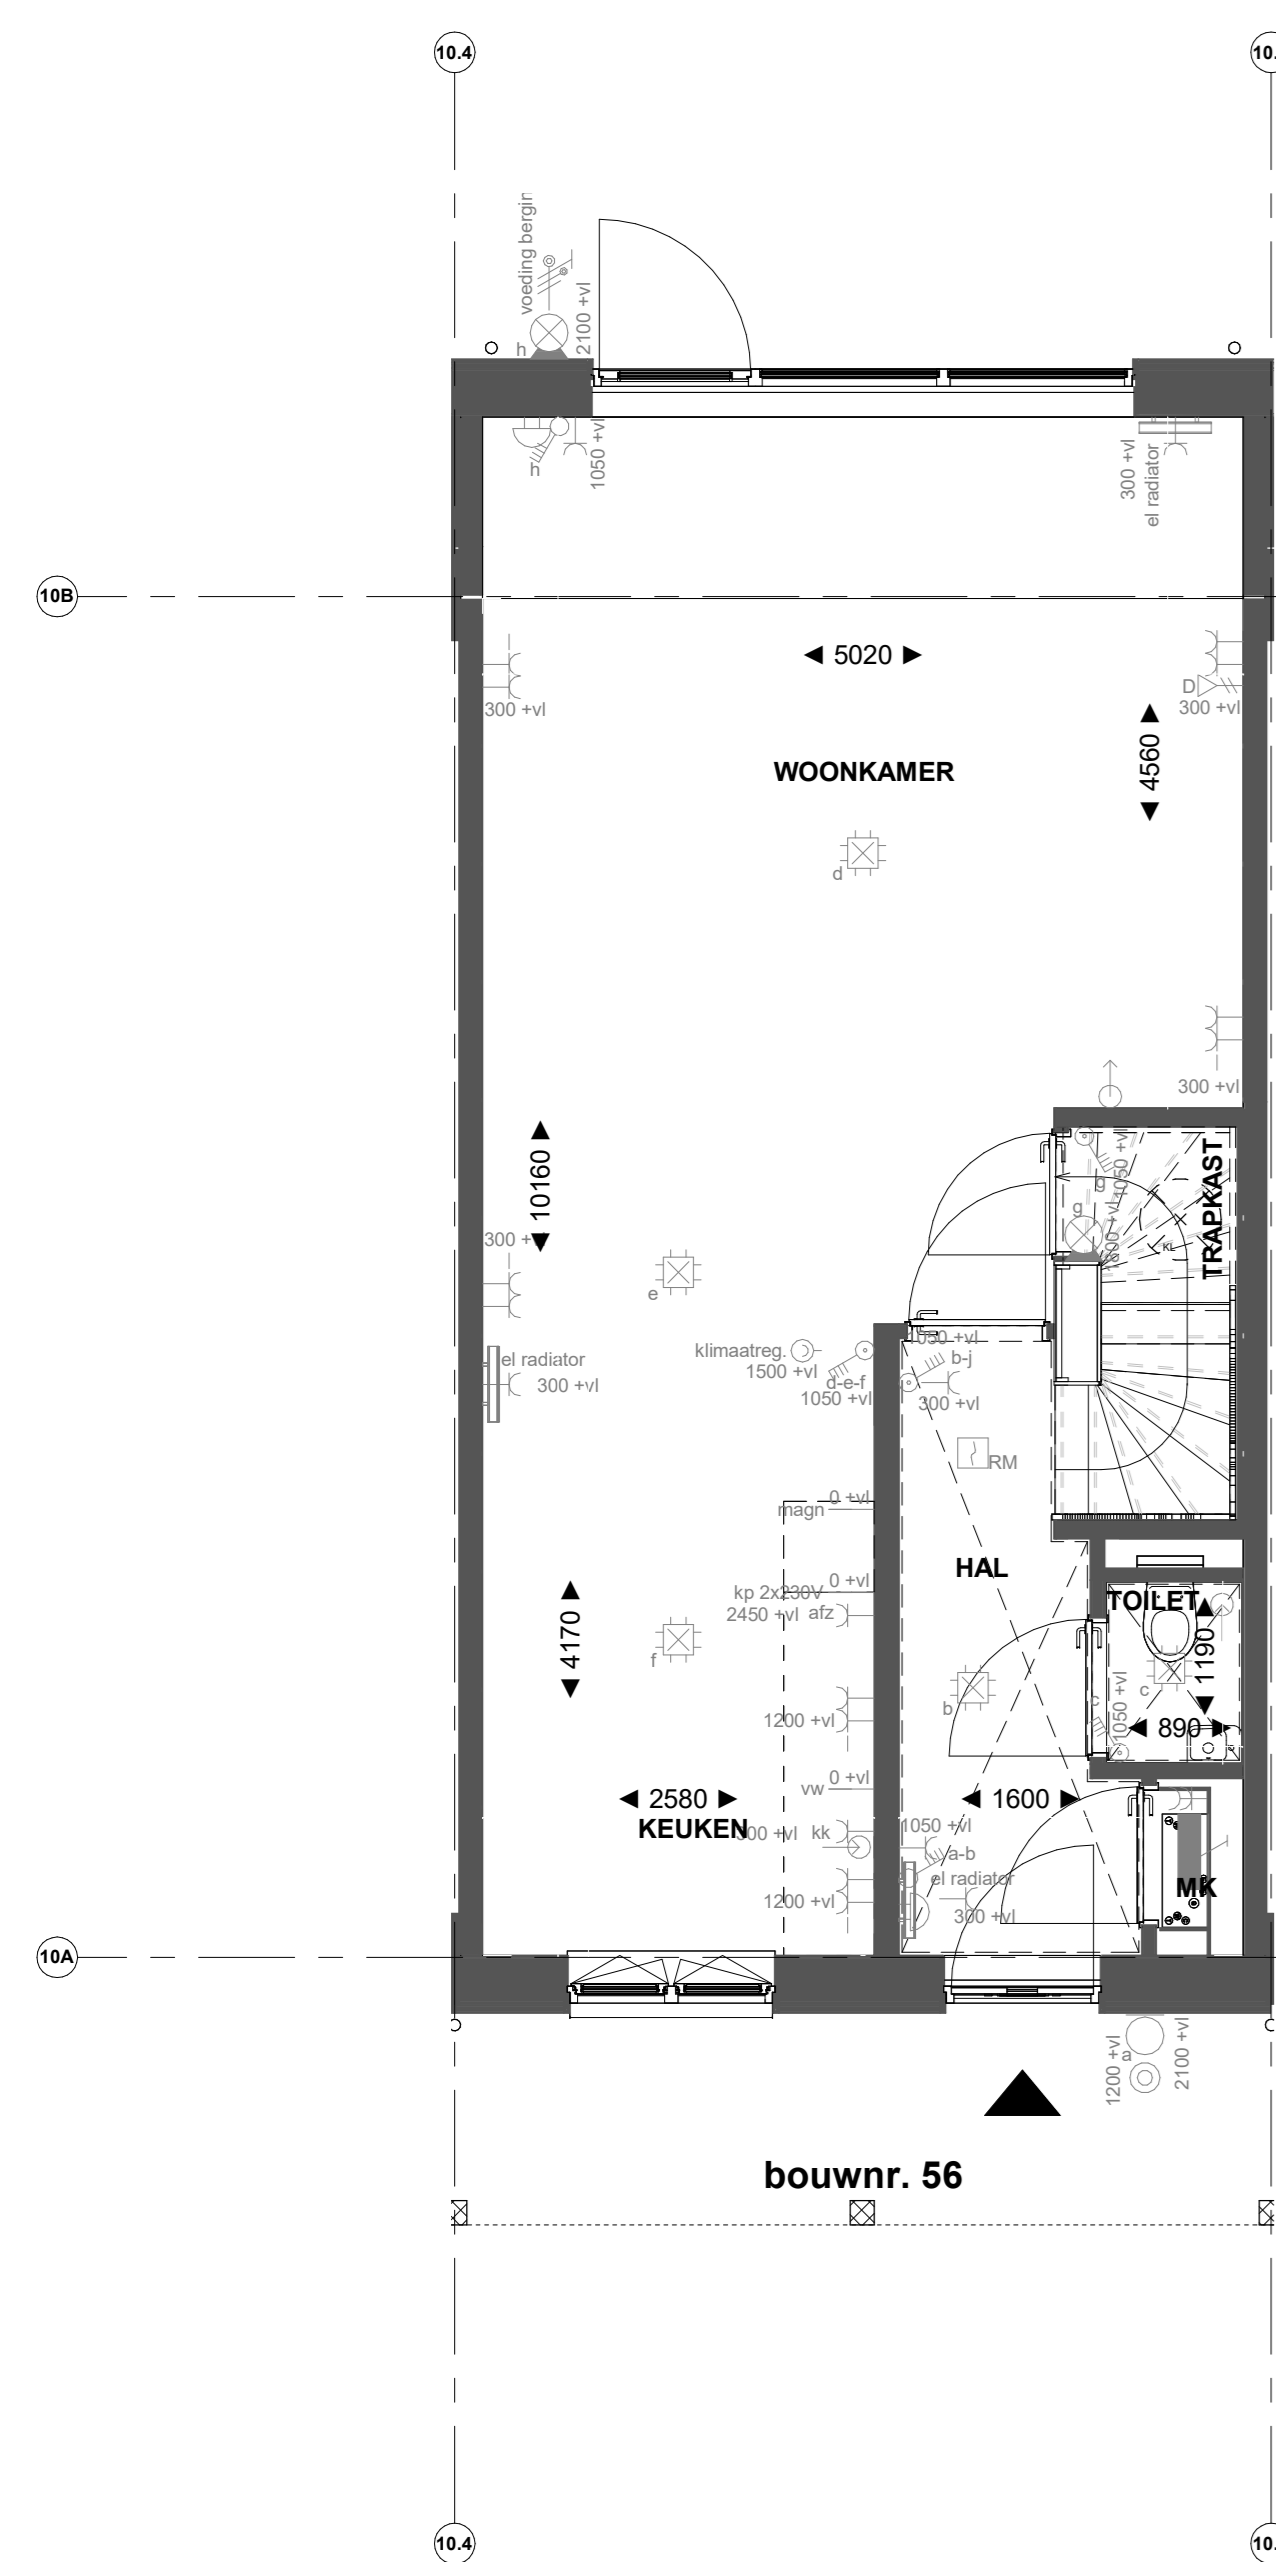 10.4
10.
voeding bergin
2100 +vl
h
h
1050 +vl
300 +vl
el radiator
10B
5020
300 +vl
D
300 +vl
4560
WOONKAMER
d
300 +vl
10160
1050 +vl
g
g
TRAPKAST
KL
300 +
e
klimaatreg.
1500 +vl
d-e-f
1050 +vl
1050 +vl
b-j
300 +vl
el radiator
300 +vl
RM
0 +vl
magn
HAL
kp 2x230V
0 +vl
2450 +vl afz
TOILET
4170
f
1190
b
c
c
1050 +vl
1200 +vl
890
vw
0 +vl
2580
1600
KEUKEN
300 +vl
kk
1050 +vl
a-b
el radiator
300 +vl
1200 +vl
MK
10A
1200 +vl
a
2100 +vl
bouwnr. 56
10.4
10.